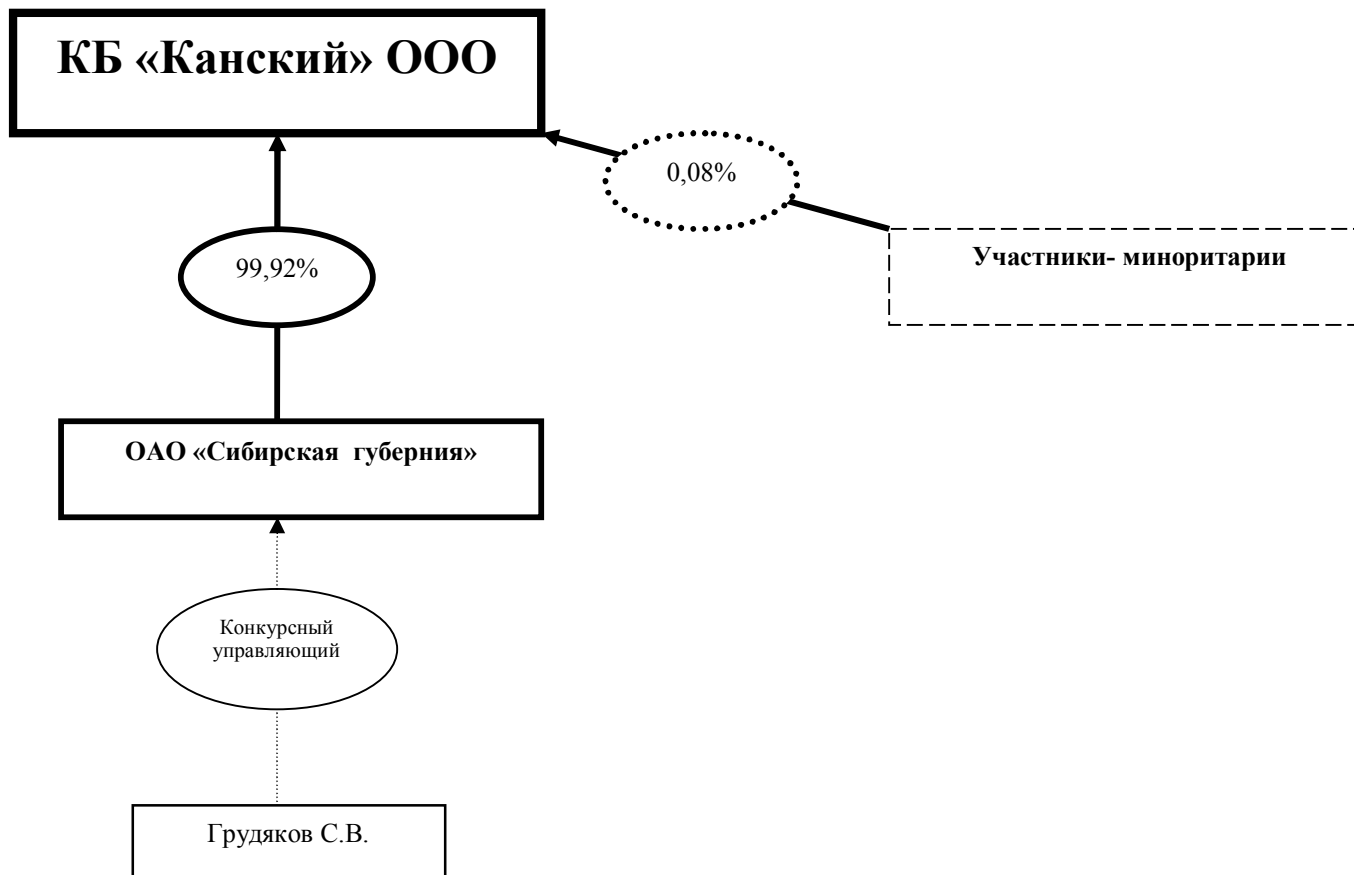 КБ «Канский» ООО
0,08%
Участники- миноритарии
99,92%
ОАО «Сибирская губерния»
Конкурсный
управляющий
Грудяков С.В.